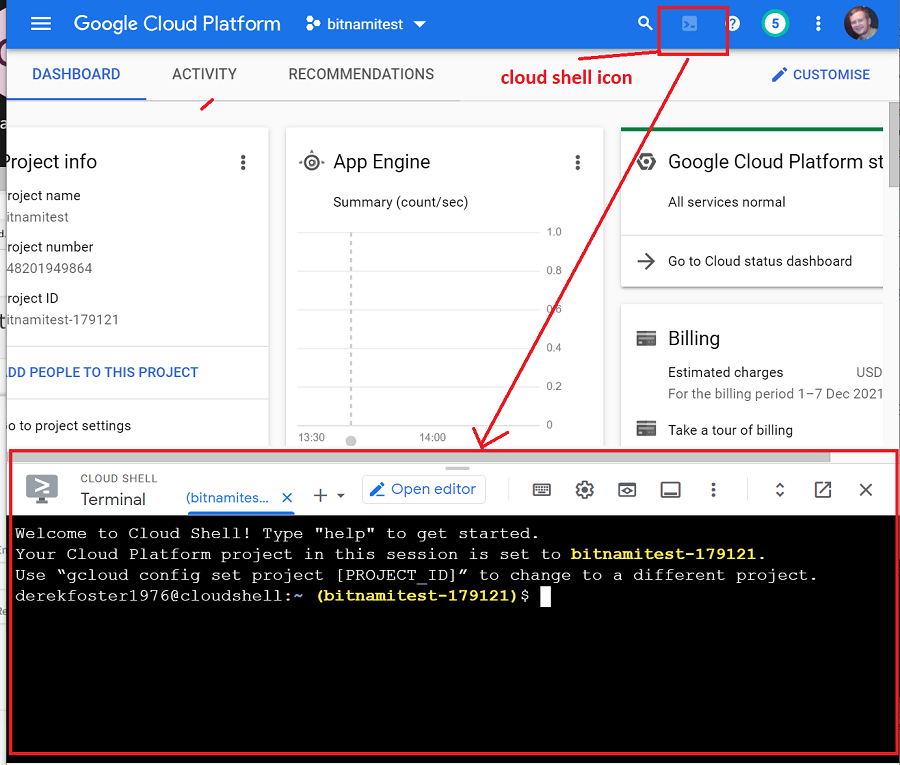 Google Cloud Platform
bitnamitest
?
5
cloud shell icon
DASHBOARD
ACTIVITY
RECOMMENDATIONS
CUSTOMISE
Project info
roject name
itnamitest
roject number
48201949864
roject ID
itnamitest-179121
DD PEOPLE TO THIS PROJECT
o to project settings
App Engine
Summary (count/sec)
1.0
0.8
0.6
0.4
0.2
0
13:30
14:00
Google Cloud Platform st
All services normal
Go to Cloud status dashboard
Billing
Estimated charges
USD
For the billing period 1–7 Dec 2021
Take a tour of billing
CLOUD SHELL
Terminal
(bitnamites...
Open editor
Welcome to Cloud Shell! Type "help" to get started.
Your Cloud Platform project in this session is set to bitnamitest-179121.
Use “gcloud config set project [PROJECT_ID]” to change to a different project.
derekfoster1976@cloudshell:~ (bitnamitest-179121)$